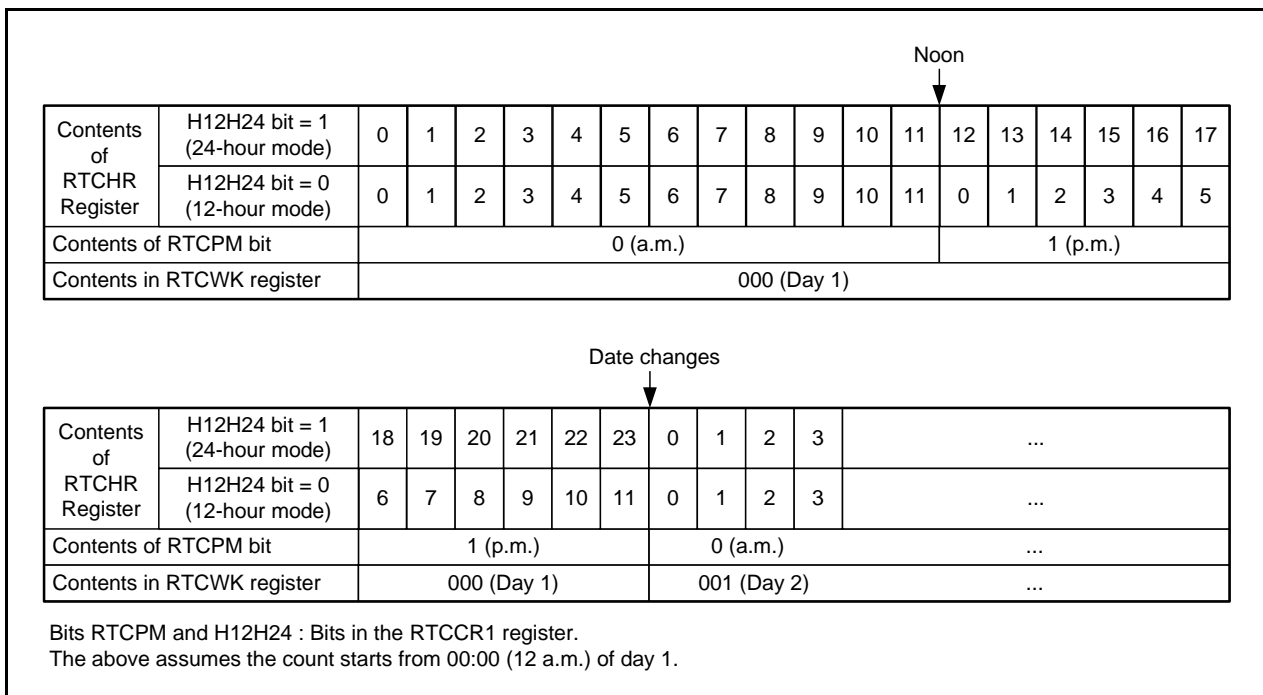 Noon
Contents of RTCHR Register
H12H24 bit = 1 (24-hour mode) 0 1 2 3 4 5 6 7 8 9 10 11 12 13 14 15 16 17
H12H24 bit = 0 (12-hour mode) 0 1 2 3 4 5 6 7 8 9 10 11 0 1 2 3 4 5
Contents of RTCPM bit 0 (a.m.) 1 (p.m.)
Contents in RTCWK register 000 (Day 1)
Date changes
Contents of RTCHR Register
H12H24 bit = 1 (24-hour mode) 18 19 20 21 22 23 0 1 2 3 ...
H12H24 bit = 0 (12-hour mode) 6 7 8 9 10 11 0 1 2 3 ...
Contents of RTCPM bit 1 (p.m.) 0 (a.m.) ...
Contents in RTCWK register 000 (Day 1) 001 (Day 2) ...
Bits RTCPM and H12H24 : Bits in the RTCCR1 register.
The above assumes the count starts from 00:00 (12 a.m.) of day 1.